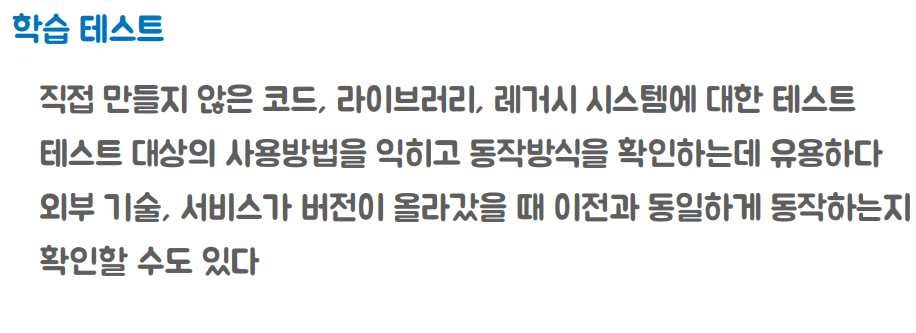 학습 테스트
직접 만들지 않은 코드, 라이브러리, 레거시 시스템에 대한 테스트
테스트 대상의 사용방법을 익히고 동작방식을 확인하는데 유용하다
외부 기술, 서비스가 버전이 올라갔을 때 이전과 동일하게 동작하는지
확인할 수도 있다